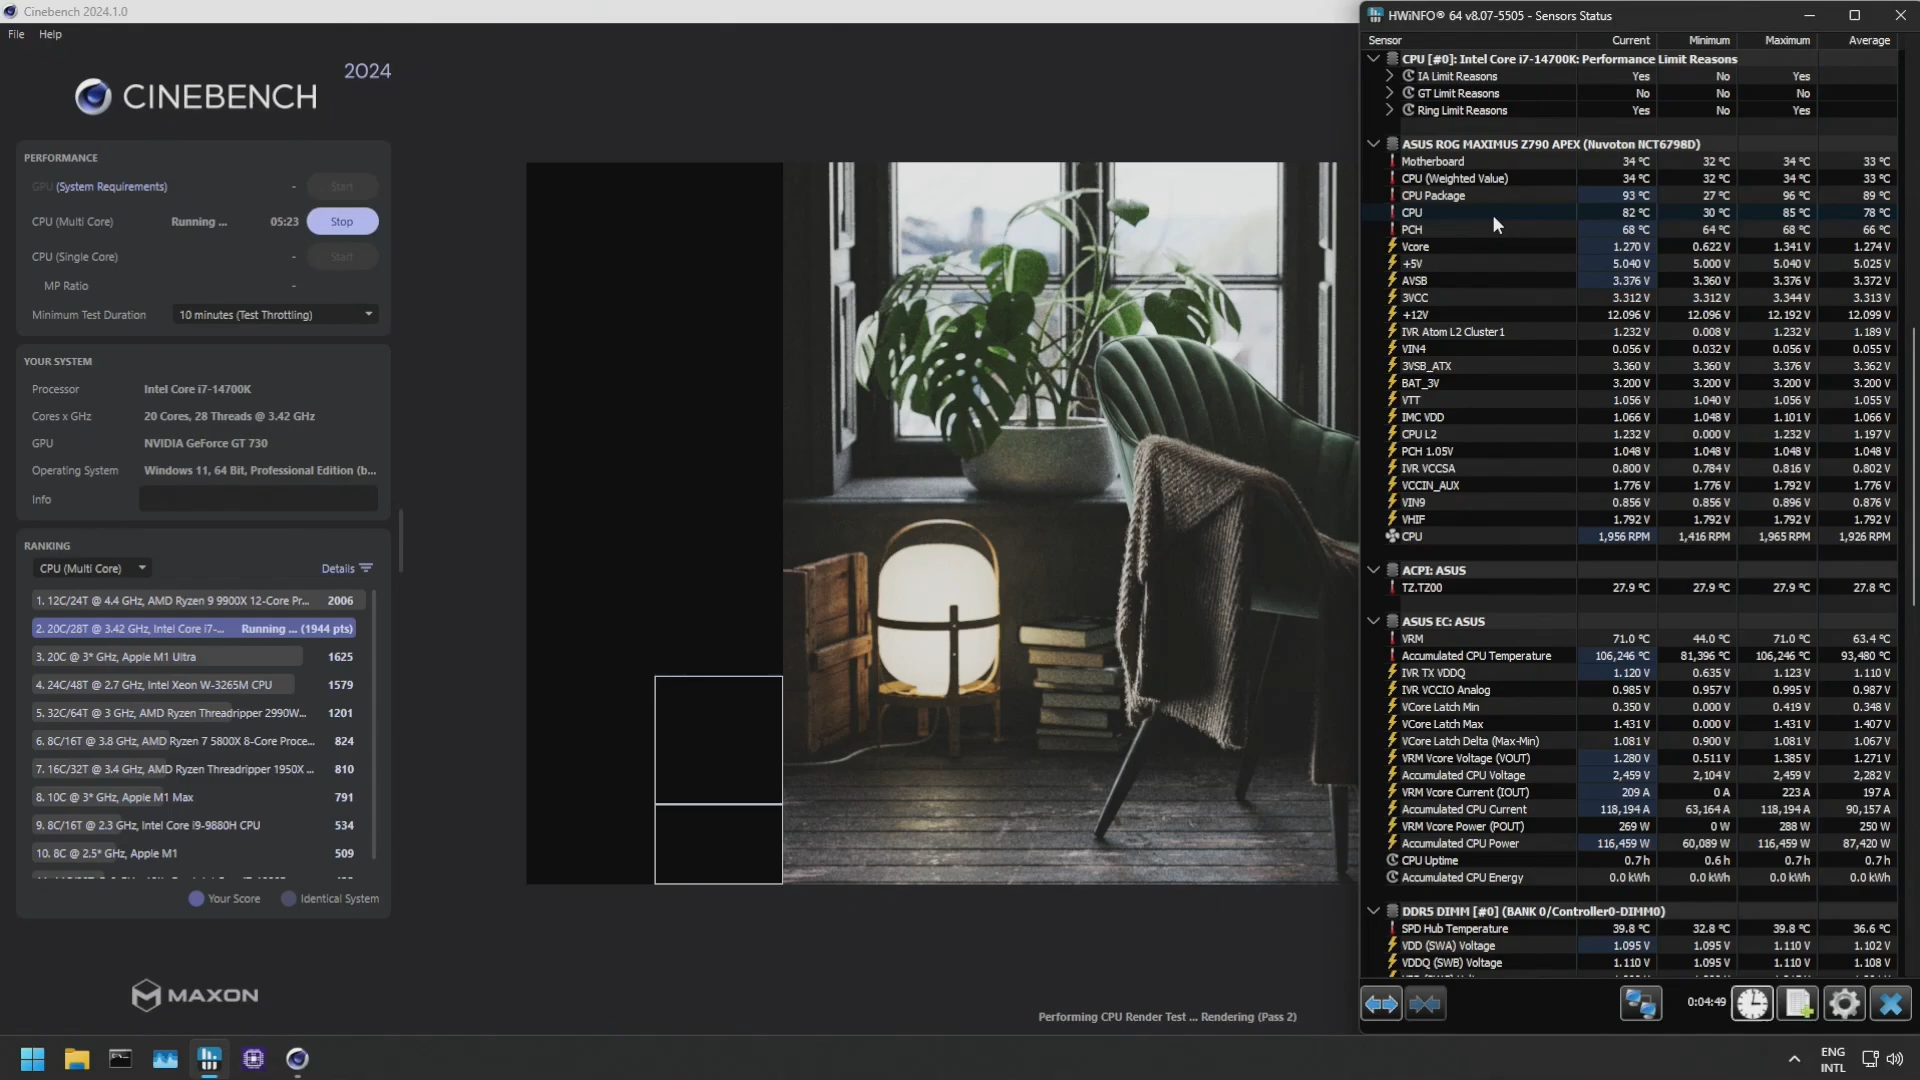 Cinebench 2024.1.0
File Help
CINEBENCH 2024
PERFORMANCE
GPU (System Requirements) - Start
CPU (Multi Core) Running ... 05:23 Stop
CPU (Single Core) - Start
MP Ratio -
Minimum Test Duration 10 minutes (Test Throttling)
YOUR SYSTEM
Processor Intel Core i7-14700K
Cores x GHz 20 Cores, 28 Threads @ 3.42 GHz
GPU NVIDIA GeForce GT 730
Operating System Windows 11, 64 Bit, Professional Edition (b...
Info
RANKING
CPU (Multi Core) Details
1. 12C/24T @ 4.4 GHz, AMD Ryzen 9 9900X 12-Core Pr... 2006
2. 20C/28T @ 3.42 GHz, Intel Core i7-... Running ... (1944 pts)
3. 20C @ 3* GHz, Apple M1 Ultra 1625
4. 24C/48T @ 2.7 GHz, Intel Xeon W-3265M CPU 1579
5. 32C/64T @ 3 GHz, AMD Ryzen Threadripper 2990W... 1201
6. 8C/16T @ 3.8 GHz, AMD Ryzen 7 5800X 8-Core Proce... 824
7. 16C/32T @ 3.4 GHz, AMD Ryzen Threadripper 1950X ... 810
8. 10C @ 3* GHz, Apple M1 Max 791
9. 8C/16T @ 2.3 GHz, Intel Core i9-9880H CPU 534
10. 8C @ 2.5* GHz, Apple M1 509
Your Score Identical System
MAXON
Performing CPU Render Test ... Rendering (Pass 2)
HWiNFO® 64 v8.07-5505 - Sensors Status
Sensor Current Minimum Maximum Average
CPU [#0]: Intel Core i7-14700K: Performance Limit Reasons
IA Limit Reasons Yes No Yes
GT Limit Reasons No No No
Ring Limit Reasons Yes No Yes
ASUS ROG MAXIMUS Z790 APEX (Nuvoton NCT6798D)
Motherboard 34 °C 32 °C 34 °C 33 °C
CPU (Weighted Value) 34 °C 32 °C 34 °C 33 °C
CPU Package 93 °C 27 °C 96 °C 89 °C
CPU 82 °C 30 °C 85 °C 78 °C
PCH 68 °C 64 °C 68 °C 66 °C
Vcore 1.270 V 0.622 V 1.341 V 1.274 V
+5V 5.040 V 5.000 V 5.040 V 5.025 V
AVSB 3.376 V 3.360 V 3.376 V 3.372 V
3VCC 3.312 V 3.312 V 3.344 V 3.313 V
+12V 12.096 V 12.096 V 12.192 V 12.099 V
IVR Atom L2 Cluster1 1.232 V 0.008 V 1.232 V 1.189 V
VIN4 0.056 V 0.032 V 0.056 V 0.055 V
3VSB_ATX 3.360 V 3.360 V 3.376 V 3.362 V
BAT_3V 3.200 V 3.200 V 3.200 V 3.200 V
VTT 1.056 V 1.040 V 1.056 V 1.055 V
IMC VDD 1.066 V 1.048 V 1.101 V 1.066 V
CPU L2 1.232 V 0.000 V 1.232 V 1.197 V
PCH 1.05V 1.048 V 1.048 V 1.048 V 1.048 V
IVR VCCSA 0.800 V 0.784 V 0.816 V 0.802 V
VCCIN_AUX 1.776 V 1.776 V 1.792 V 1.776 V
VIN9 0.856 V 0.856 V 0.896 V 0.876 V
VHIF 1.792 V 1.792 V 1.792 V 1.792 V
CPU 1,956 RPM 1,416 RPM 1,965 RPM 1,926 RPM
ACPI: ASUS
TZ.TZ00 27.9 °C 27.9 °C 27.9 °C 27.8 °C
ASUS EC: ASUS
VRM 71.0 °C 44.0 °C 71.0 °C 63.4 °C
Accumulated CPU Temperature 106,246 °C 81,396 °C 106,246 °C 93,480 °C
IVR TX VDDQ 1.120 V 0.635 V 1.123 V 1.110 V
IVR VCCIO Analog 0.985 V 0.957 V 0.995 V 0.987 V
VCore Latch Min 0.350 V 0.000 V 0.419 V 0.348 V
VCore Latch Max 1.431 V 0.000 V 1.431 V 1.407 V
VCore Latch Delta (Max-Min) 1.081 V 0.900 V 1.081 V 1.067 V
VRM Vcore Voltage (VOUT) 1.280 V 0.511 V 1.385 V 1.271 V
Accumulated CPU Voltage 2,459 V 2,104 V 2,459 V 2,282 V
VRM Vcore Current (IOUT) 209 A 0 A 223 A 197 A
Accumulated CPU Current 118,194 A 63,164 A 118,194 A 90,157 A
VRM Vcore Power (POUT) 269 W 0 W 288 W 250 W
Accumulated CPU Power 116,459 W 60,089 W 116,459 W 87,420 W
CPU Uptime 0.7 h 0.6 h 0.7 h 0.7 h
Accumulated CPU Energy 0.0 kWh 0.0 kWh 0.0 kWh 0.0 kWh
DDR5 DIMM [#0] (BANK 0/Controller0-DIMM0)
SPD Hub Temperature 39.8 °C 32.8 °C 39.8 °C 36.6 °C
VDD (SWA) Voltage 1.095 V 1.095 V 1.110 V 1.102 V
VDDQ (SWB) Voltage 1.110 V 1.095 V 1.110 V 1.108 V
0:04:49
ENG
INTL